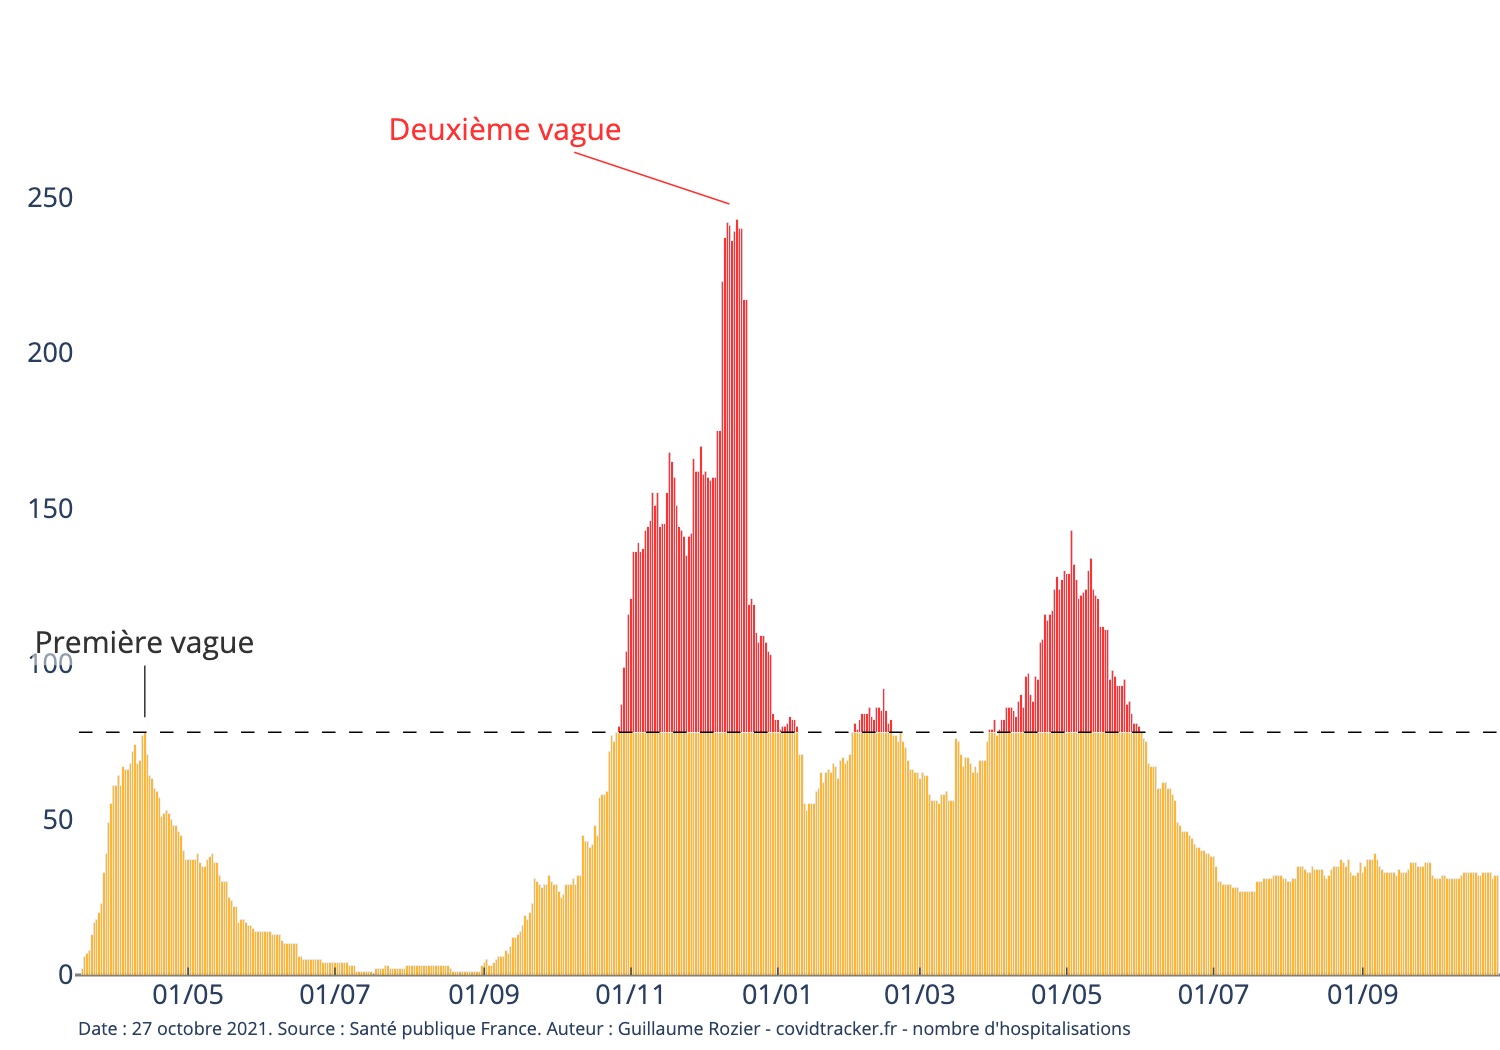 Deuxième vague
250
200
150
Première vague
100
50
0
01/05 01/07 01/09 01/11 01/01 01/03 01/05 01/07 01/09
Date : 27 octobre 2021. Source : Santé publique France. Auteur : Guillaume Rozier - covidtracker.fr - nombre d'hospitalisations